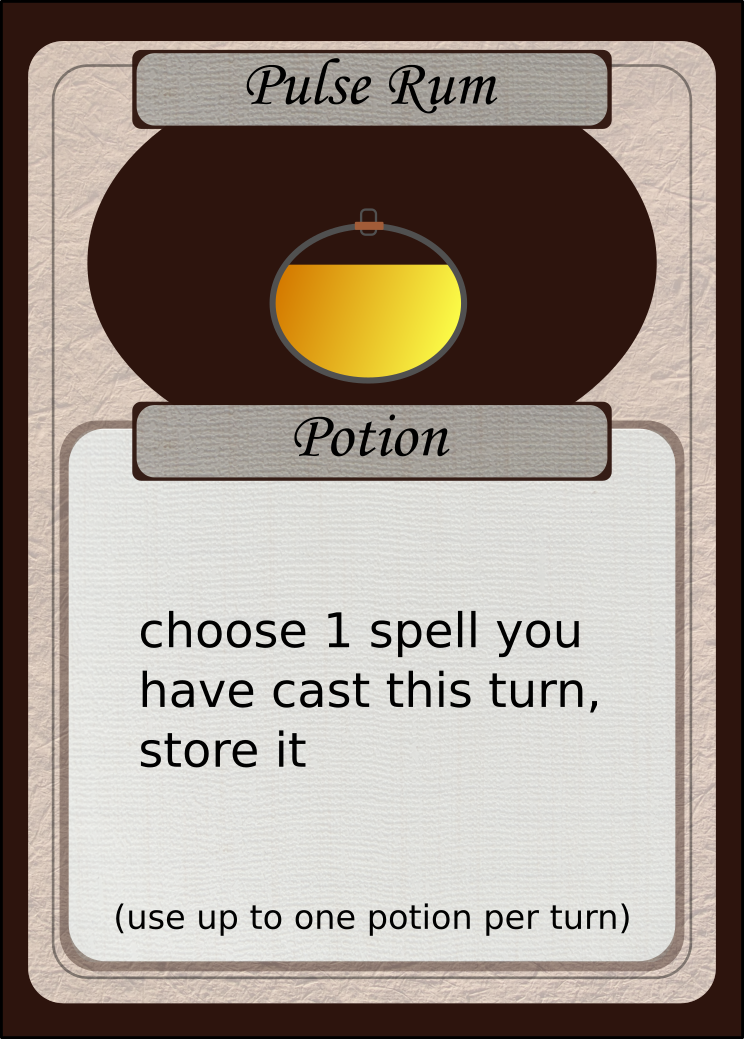 Pulse Rum
Potion
choose 1 spell you
have cast this turn,
store it
(use up to one potion per turn)